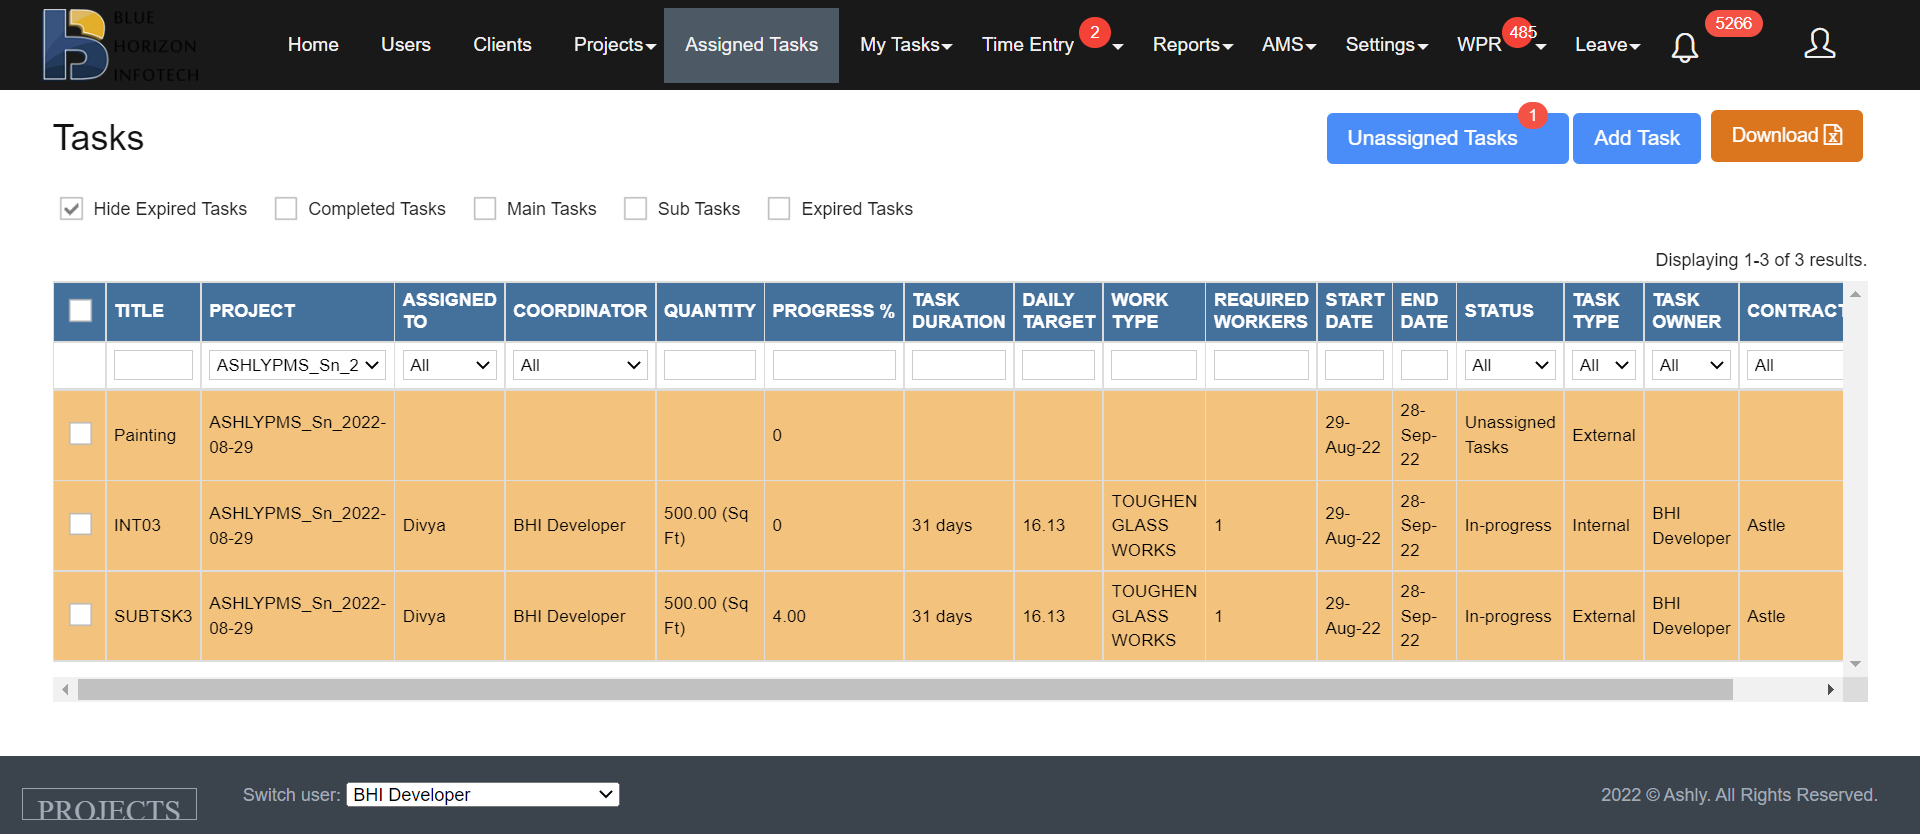 BLUE
HORIZON
INFOTECH
Home Users Clients Projects Assigned Tasks My Tasks Time Entry 2 Reports AMS Settings WPR 485 Leave 5266
Tasks
Unassigned Tasks 1 Add Task Download
Hide Expired Tasks Completed Tasks Main Tasks Sub Tasks Expired Tasks
Displaying 1-3 of 3 results.
TITLE PROJECT ASSIGNED TO COORDINATOR QUANTITY PROGRESS % TASK DURATION DAILY TARGET WORK TYPE REQUIRED WORKERS START DATE END DATE STATUS TASK TYPE TASK OWNER CONTRACT
ASHLYPMS_Sn_2 All All All All All All
Painting ASHLYPMS_Sn_2022-08-29 0 29-Aug-22 28-Sep-22 Unassigned Tasks External
INT03 ASHLYPMS_Sn_2022-08-29 Divya BHI Developer 500.00 (Sq Ft) 0 31 days 16.13 TOUGHEN GLASS WORKS 1 29-Aug-22 28-Sep-22 In-progress Internal BHI Developer Astle
SUBTSK3 ASHLYPMS_Sn_2022-08-29 Divya BHI Developer 500.00 (Sq Ft) 4.00 31 days 16.13 TOUGHEN GLASS WORKS 1 29-Aug-22 28-Sep-22 In-progress External BHI Developer Astle
PROJECTS Switch user: BHI Developer 2022 © Ashly. All Rights Reserved.